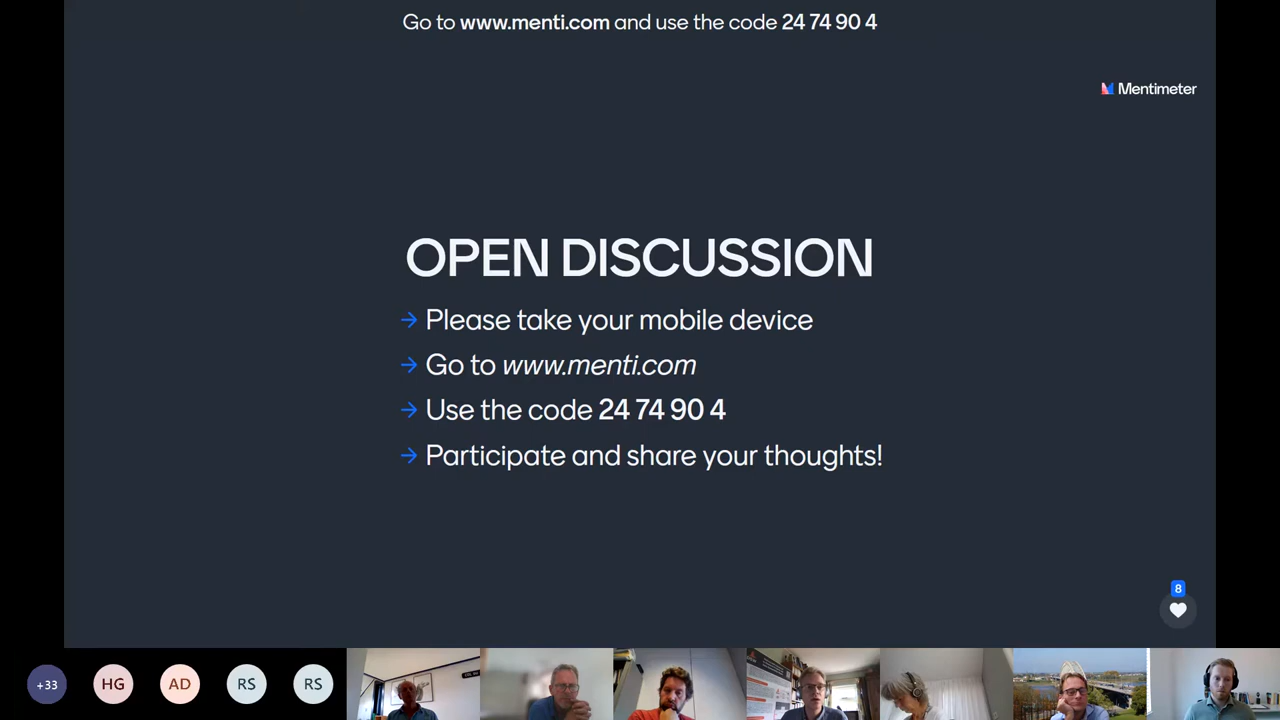 Go to www.menti.com and use the code 24 74 90 4
Mentimeter
OPEN DISCUSSION
→ Please take your mobile device
→ Go to www.menti.com
→ Use the code 24 74 90 4
→ Participate and share your thoughts!
8
+33
HG
AD
RS
RS